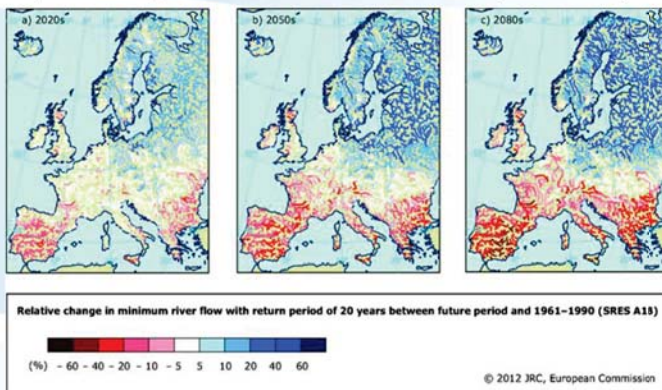 a) 2020s
b) 2050s
c) 2080s
Relative change in minimum river flow with return period of 20 years between future period and 1961–1990 (SRES A1B)
(%) – 60 – 40 – 20 – 10 – 5 5 10 20 40 60
© 2012 JRC, European Commission